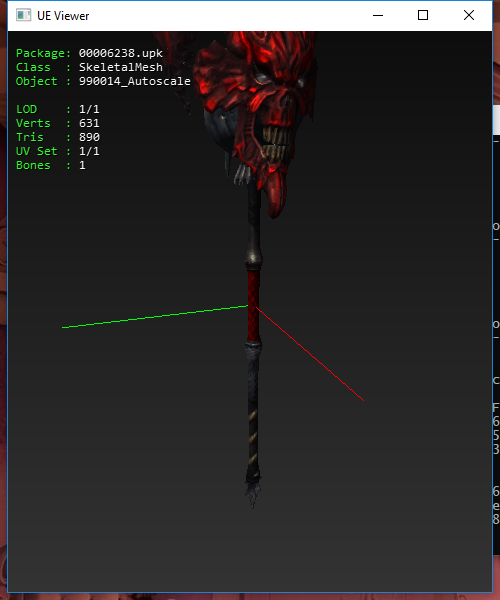 UE Viewer
Package: 00006238.upk
Class : SkeletalMesh
Object : 990014_Autoscale
LOD : 1/1
Verts : 631
Tris : 890
UV Set : 1/1
Bones : 1